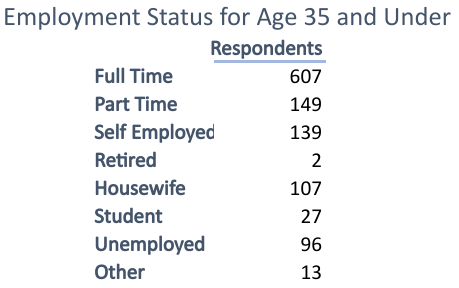 Employment Status for Age 35 and Under
Respondents
Full Time 607
Part Time 149
Self Employed 139
Retired 2
Housewife 107
Student 27
Unemployed 96
Other 13